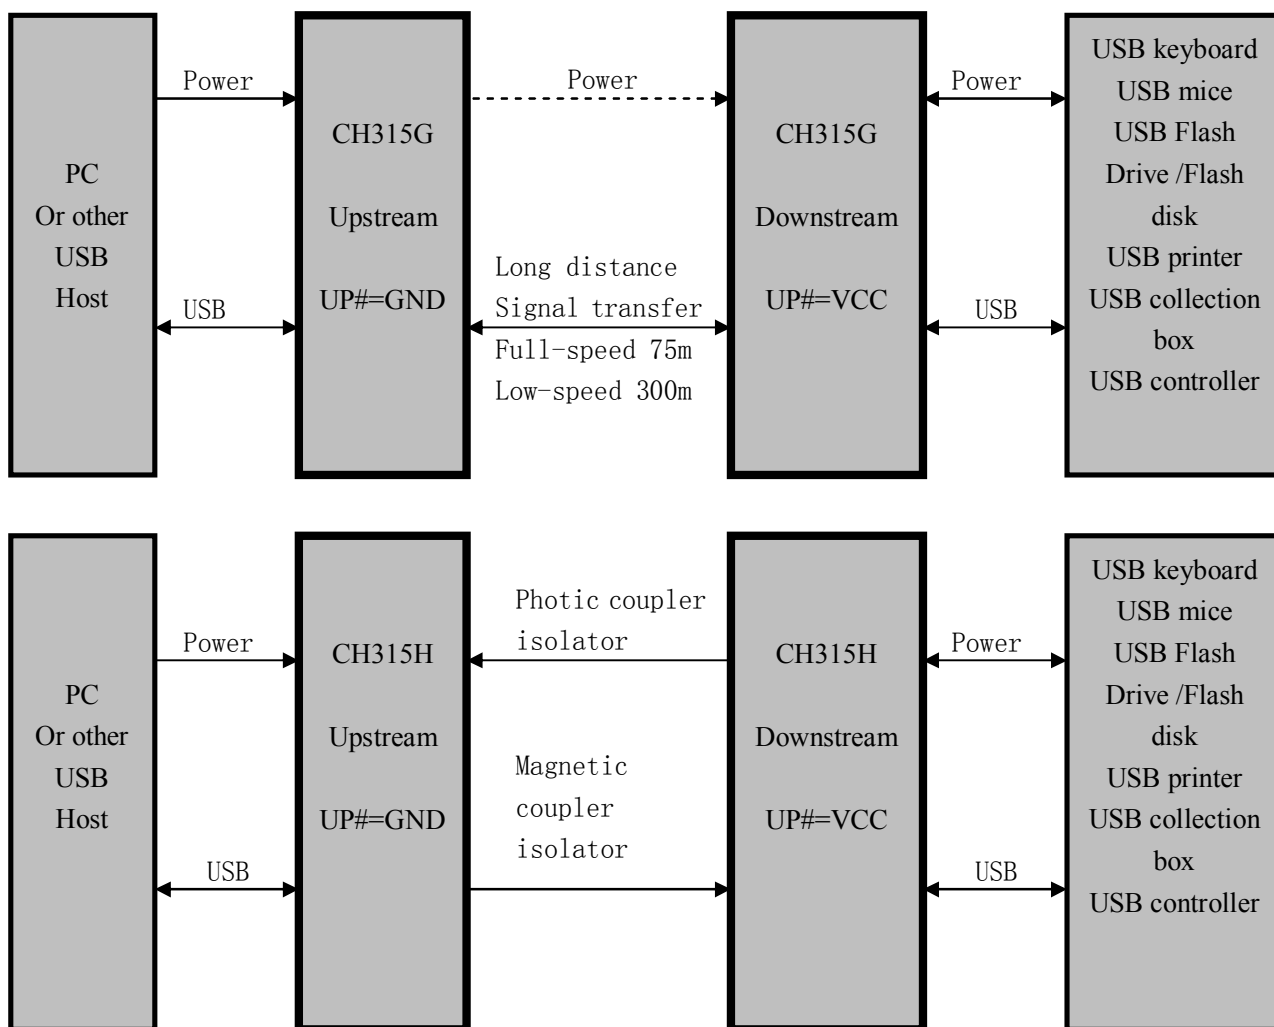 Power
Power
Power
PC
Or other
USB
Host
USB
CH315G
Upstream
UP#=GND
Long distance
Signal transfer
Full-speed 75m
Low-speed 300m
CH315G
Downstream
UP#=VCC
USB
USB keyboard
USB mice
USB Flash
Drive /Flash
disk
USB printer
USB collection
box
USB controller
Power
Photic coupler
isolator
Power
PC
Or other
USB
Host
USB
CH315H
Upstream
UP#=GND
Magnetic
coupler
isolator
CH315H
Downstream
UP#=VCC
USB
USB keyboard
USB mice
USB Flash
Drive /Flash
disk
USB printer
USB collection
box
USB controller